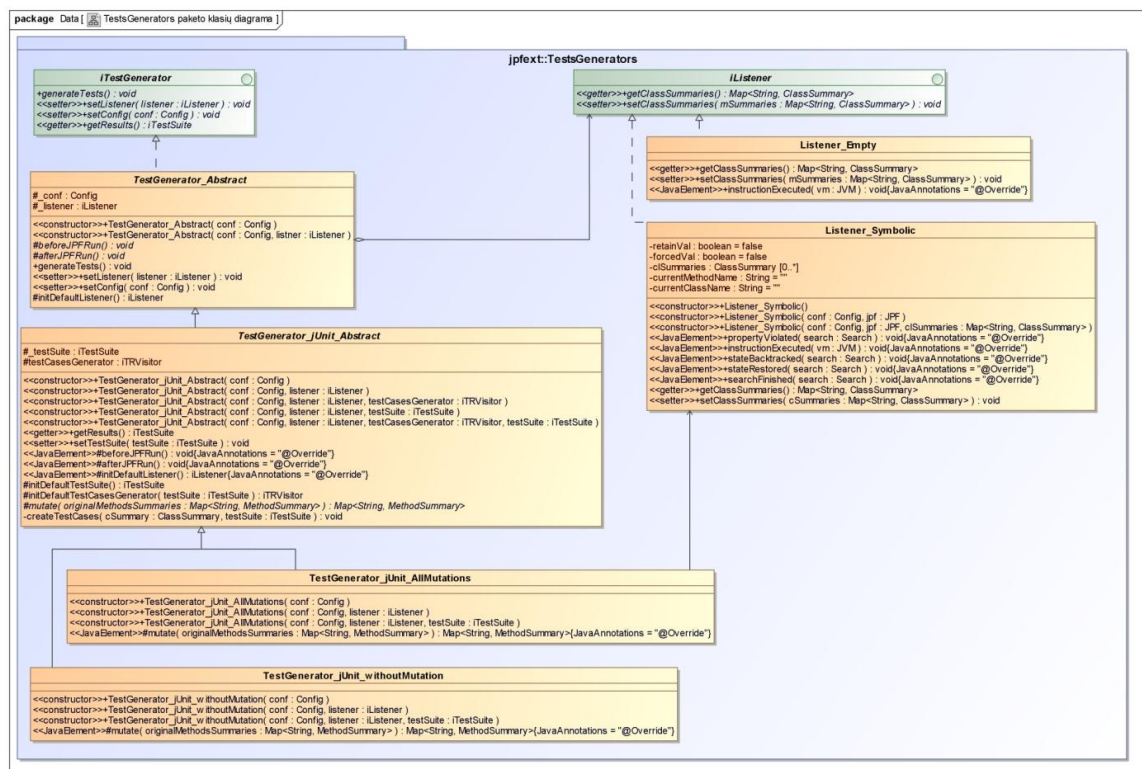 package Data [ TestsGenerators paketo klasių diagrama ]
jpfext::TestsGenerators
iTestGenerator
+generateTests() : void
<<setter>>+setListener( listener : iListener ) : void
<<setter>>+setConfig( conf : Config ) : void
<<getter>>+getResults() : iTestSuite
iListener
<<getter>>+getClassSummaries() : Map<String, ClassSummary>
<<setter>>+setClassSummaries( mSummaries : Map<String, ClassSummary> ) : void
Listener_Empty
<<getter>>+getClassSummaries() : Map<String, ClassSummary>
<<setter>>+setClassSummaries( mSummaries : Map<String, ClassSummary> ) : void
<<JavaElement>>+instructionExecuted( vm : JVM ) : void{JavaAnnotations = "@Override"}
TestGenerator_Abstract
#_conf : Config
#_listener : iListener
<<constructor>>+TestGenerator_Abstract( conf : Config )
<<constructor>>+TestGenerator_Abstract( conf : Config, listner : iListener )
#beforeJPFRun() : void
#afterJPFRun() : void
+generateTests() : void
<<setter>>+setListener( listener : iListener ) : void
<<setter>>+setConfig( conf : Config ) : void
#initDefaultListener() : iListener
Listener_Symbolic
-retainVal : boolean = false
-forcedVal : boolean = false
-clSummaries : ClassSummary [0..*]
-currentMethodName : String = ""
-currentClassName : String = ""
<<constructor>>+Listener_Symbolic()
<<constructor>>+Listener_Symbolic( conf : Config, jpf : JPF )
<<constructor>>+Listener_Symbolic( conf : Config, jpf : JPF, clSummaries : Map<String, ClassSummary> )
<<JavaElement>>+propertyViolated( search : Search ) : void{JavaAnnotations = "@Override"}
<<JavaElement>>+instructionExecuted( vm : JVM ) : void{JavaAnnotations = "@Override"}
<<JavaElement>>+stateBacktracked( search : Search ) : void{JavaAnnotations = "@Override"}
<<JavaElement>>+stateRestored( search : Search ) : void{JavaAnnotations = "@Override"}
<<JavaElement>>+searchFinished( search : Search ) : void{JavaAnnotations = "@Override"}
<<getter>>+getClassSummaries() : Map<String, ClassSummary>
<<setter>>+setClassSummaries( cSummaries : Map<String, ClassSummary> ) : void
TestGenerator_jUnit_Abstract
#_testSuite : iTestSuite
#testCasesGenerator : iTRVisitor
<<constructor>>+TestGenerator_jUnit_Abstract( conf : Config )
<<constructor>>+TestGenerator_jUnit_Abstract( conf : Config, listener : iListener )
<<constructor>>+TestGenerator_jUnit_Abstract( conf : Config, listener : iListener, testCasesGenerator : iTRVisitor )
<<constructor>>+TestGenerator_jUnit_Abstract( conf : Config, listener : iListener, testSuite : iTestSuite )
<<constructor>>+TestGenerator_jUnit_Abstract( conf : Config, listener : iListener, testCasesGenerator : iTRVisitor, testSuite : iTestSuite )
<<getter>>+getResults() : iTestSuite
<<setter>>+setTestSuite( testSuite : iTestSuite ) : void
<<JavaElement>>#beforeJPFRun() : void{JavaAnnotations = "@Override"}
<<JavaElement>>#afterJPFRun() : void{JavaAnnotations = "@Override"}
<<JavaElement>>#initDefaultListener() : iListener{JavaAnnotations = "@Override"}
#initDefaultTestSuite() : iTestSuite
#initDefaultTestCasesGenerator( testSuite : iTestSuite ) : iTRVisitor
#mutate( originalMethodsSummaries : Map<String, MethodSummary> ) : Map<String, MethodSummary>
-createTestCases( cSummary : ClassSummary, testSuite : iTestSuite ) : void
TestGenerator_jUnit_AllMutations
<<constructor>>+TestGenerator_jUnit_AllMutations( conf : Config )
<<constructor>>+TestGenerator_jUnit_AllMutations( conf : Config, listener : iListener )
<<constructor>>+TestGenerator_jUnit_AllMutations( conf : Config, listener : iListener, testSuite : iTestSuite )
<<JavaElement>>#mutate( originalMethodsSummaries : Map<String, MethodSummary> ) : Map<String, MethodSummary>{JavaAnnotations = "@Override"}
TestGenerator_jUnit_withoutMutation
<<constructor>>+TestGenerator_jUnit_withoutMutation( conf : Config )
<<constructor>>+TestGenerator_jUnit_withoutMutation( conf : Config, listener : iListener )
<<constructor>>+TestGenerator_jUnit_withoutMutation( conf : Config, listener : iListener, testSuite : iTestSuite )
<<JavaElement>>#mutate( originalMethodsSummaries : Map<String, MethodSummary> ) : Map<String, MethodSummary>{JavaAnnotations = "@Override"}